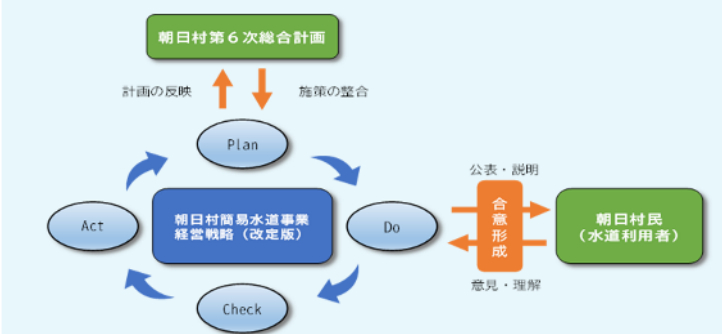 朝日村第6次総合計画
計画の反映
施策の整合
Plan
公表・説明
Act
朝日村簡易水道事業
経営戦略（改定版）
Do
合意形成
朝日村民
（水道利用者）
意見・理解
Check